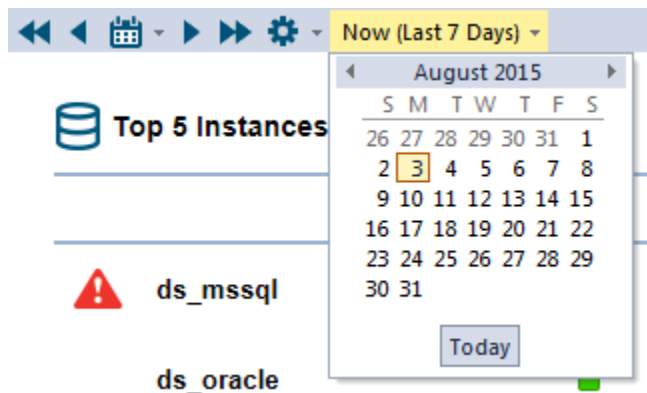 Now (Last 7 Days)
August 2015
S M T W T F S
26 27 28 29 30 31 1
2 3 4 5 6 7 8
9 10 11 12 13 14 15
16 17 18 19 20 21 22
23 24 25 26 27 28 29
30 31
Today
Top 5 Instances
ds_mssql
ds_oracle